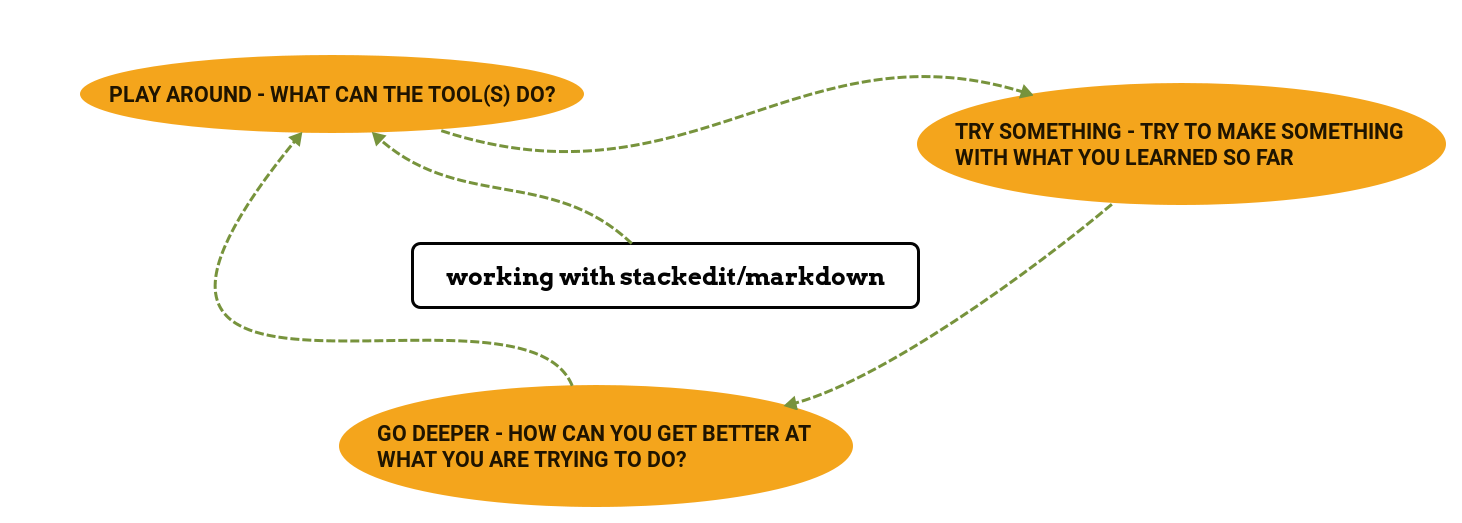 PLAY AROUND - WHAT CAN THE TOOL(S) DO?
TRY SOMETHING - TRY TO MAKE SOMETHING
WITH WHAT YOU LEARNED SO FAR
working with stackedit/markdown
GO DEEPER - HOW CAN YOU GET BETTER AT
WHAT YOU ARE TRYING TO DO?